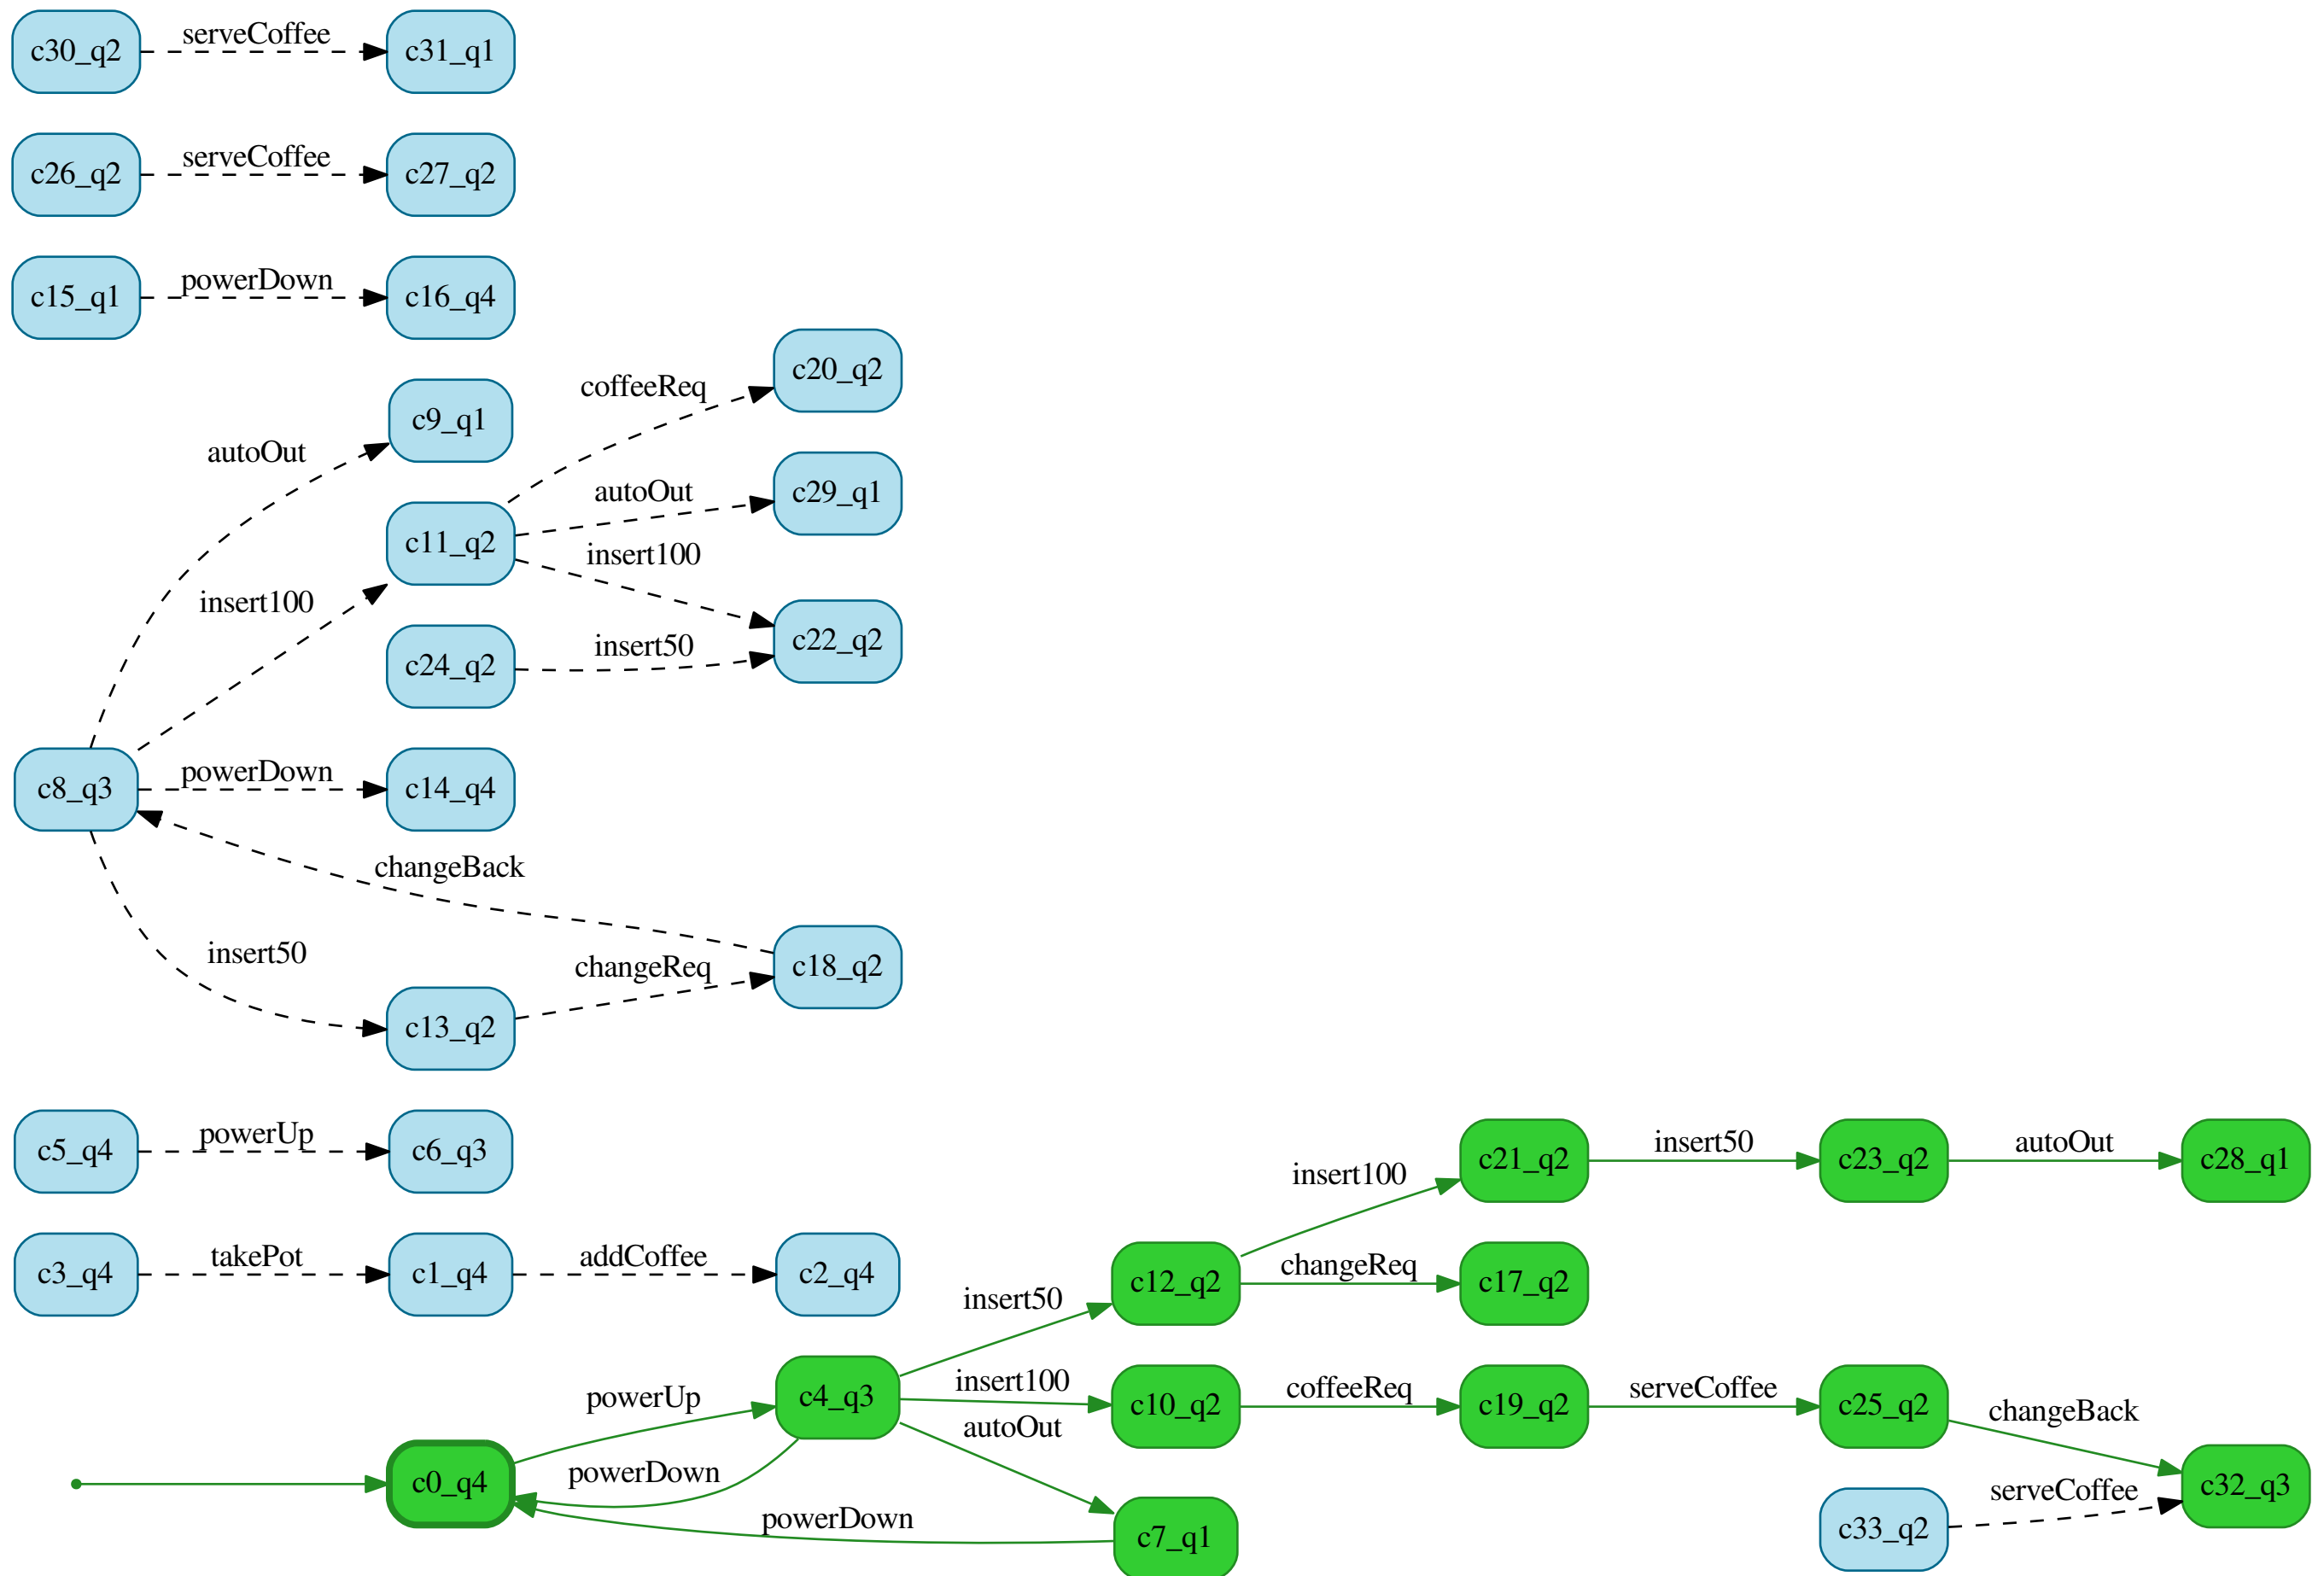 c30_q2
serveCoffee
c31_q1
c26_q2
serveCoffee
c27_q2
c15_q1
powerDown
c16_q4
c20_q2
coffeeReq
c9_q1
autoOut
c29_q1
autoOut
c11_q2
insert100
insert100
c22_q2
c24_q2
insert50
c8_q3
powerDown
c14_q4
changeBack
insert50
changeReq
c18_q2
c13_q2
c5_q4
powerUp
c6_q3
c21_q2
insert50
c23_q2
autoOut
c28_q1
insert100
c3_q4
takePot
c1_q4
addCoffee
c2_q4
insert50
c12_q2
changeReq
c17_q2
powerUp
c4_q3
insert100
c10_q2
coffeeReq
c19_q2
serveCoffee
c25_q2
changeBack
autoOut
c0_q4
powerDown
powerDown
c7_q1
c33_q2
serveCoffee
c32_q3